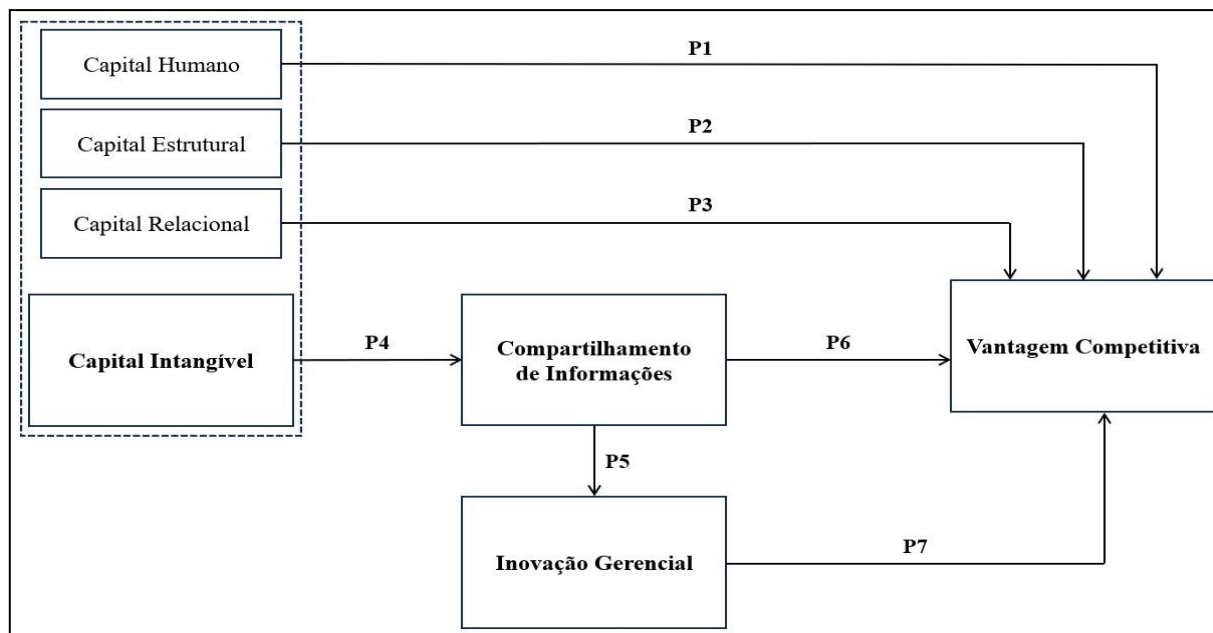 Capital Humano
P1
Capital Estrutural
P2
Capital Relacional
P3
Capital Intangível
P4
Compartilhamento
de Informações
P6
Vantagem Competitiva
P5
Inovação Gerencial
P7